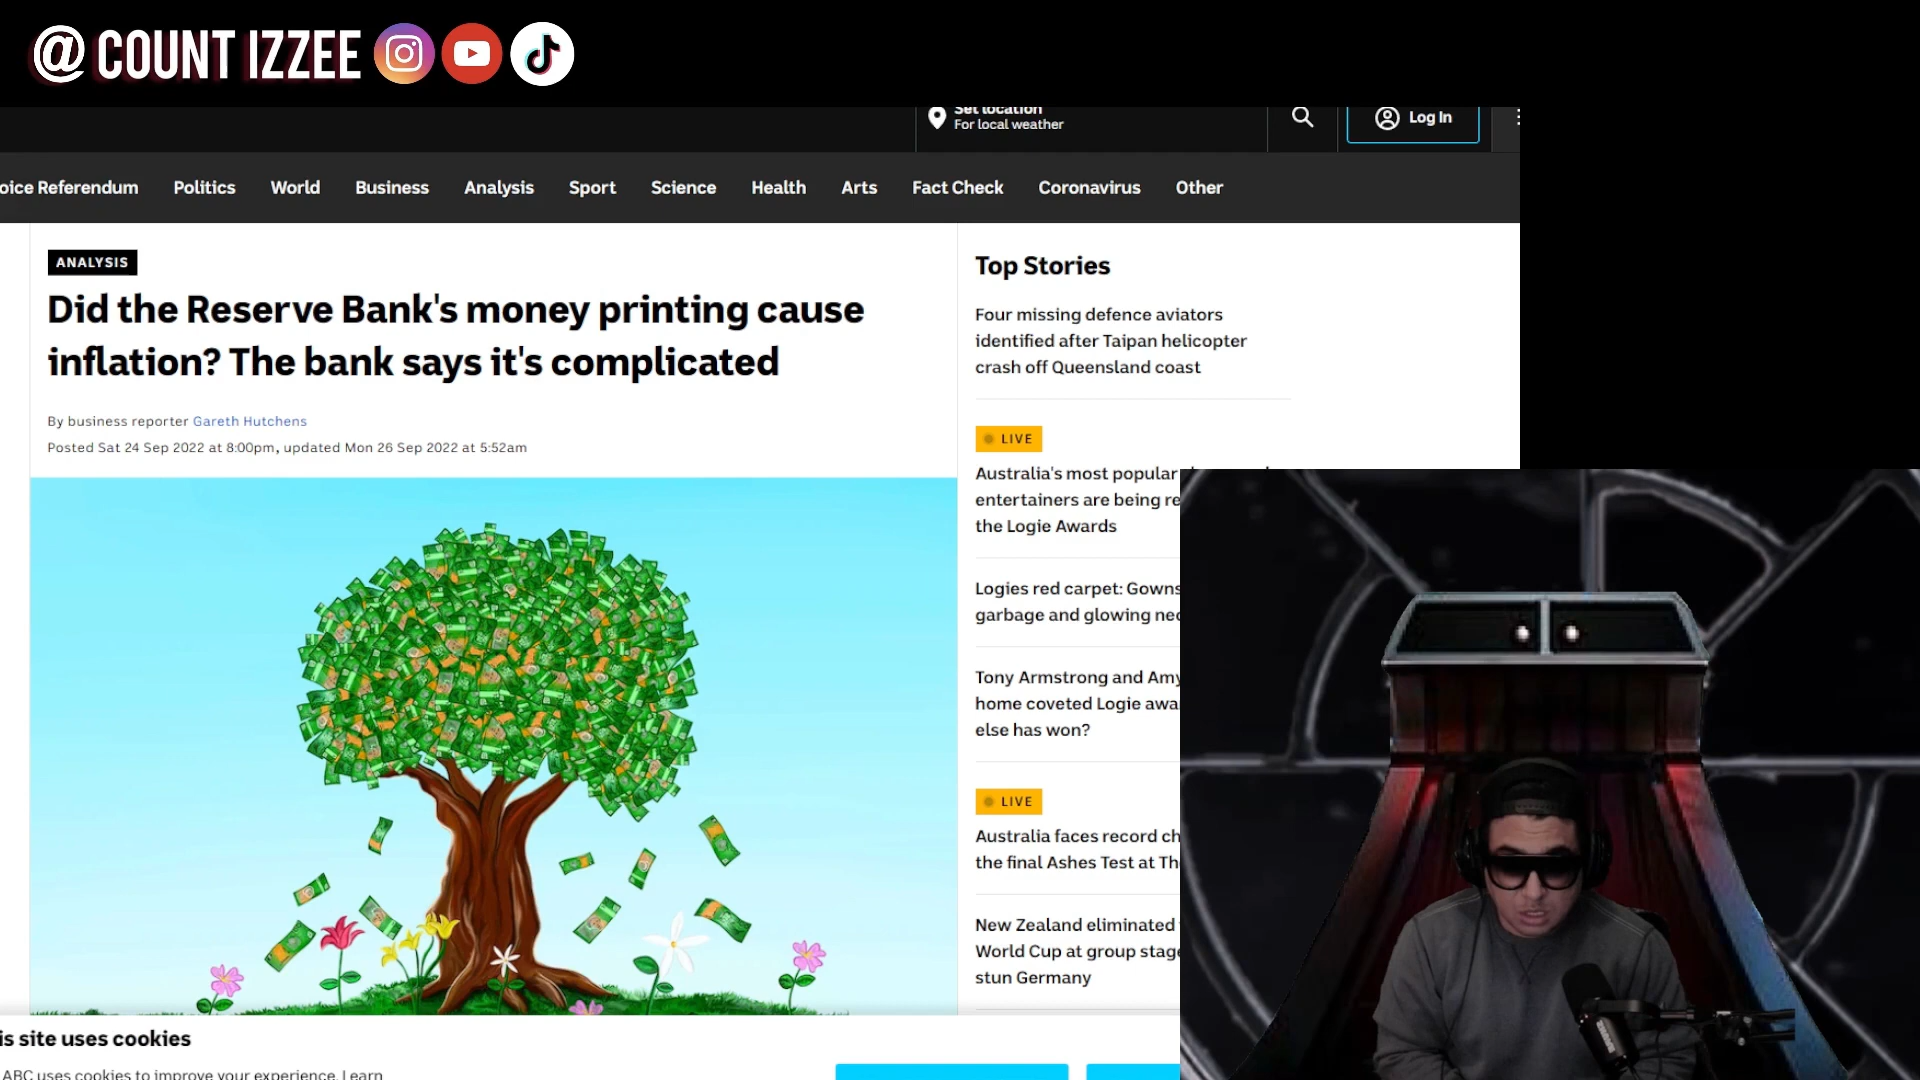 @ COUNT IZZEE
Set location
For local weather
Log In
oice Referendum Politics World Business Analysis Sport Science Health Arts Fact Check Coronavirus Other
ANALYSIS
Did the Reserve Bank's money printing cause
inflation? The bank says it's complicated
By business reporter Gareth Hutchens
Posted Sat 24 Sep 2022 at 8:00pm, updated Mon 26 Sep 2022 at 5:52am
Top Stories
Four missing defence aviators
identified after Taipan helicopter
crash off Queensland coast
LIVE
Australia's most popular
entertainers are being re
the Logie Awards
Logies red carpet: Gowns
garbage and glowing nec
Tony Armstrong and Amy
home coveted Logie awa
else has won?
LIVE
Australia faces record ch
the final Ashes Test at Th
New Zealand eliminated
World Cup at group stage
stun Germany
is site uses cookies
ABC uses cookies to improve your experience. Learn